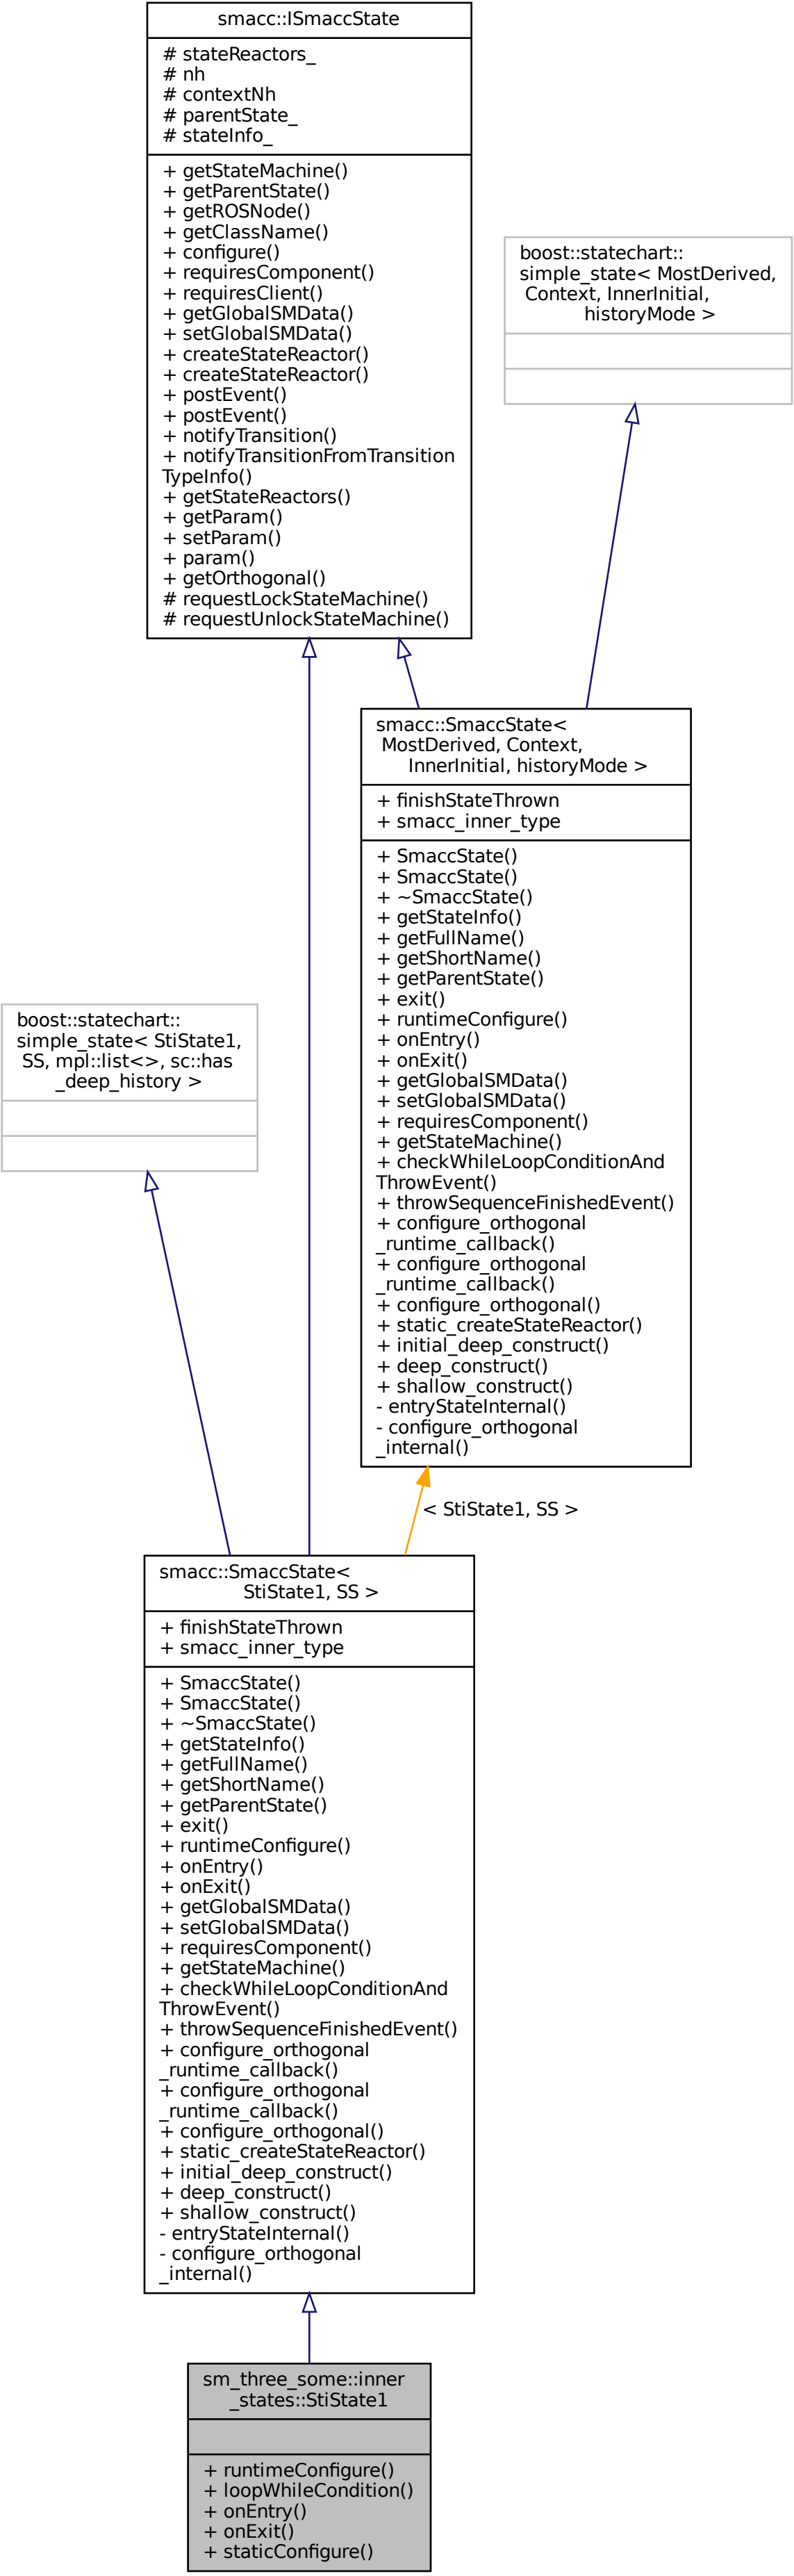 smacc::ISmaccState
# stateReactors_
# nh
# contextNh
# parentState_
# stateInfo_
+ getStateMachine()
+ getParentState()
+ getROSNode()
+ getClassName()
+ configure()
+ requiresComponent()
+ requiresClient()
+ getGlobalSMData()
+ setGlobalSMData()
+ createStateReactor()
+ createStateReactor()
+ postEvent()
+ postEvent()
+ notifyTransition()
+ notifyTransitionFromTransition
TypeInfo()
+ getStateReactors()
+ getParam()
+ setParam()
+ param()
+ getOrthogonal()
# requestLockStateMachine()
# requestUnlockStateMachine()
boost::statechart::
simple_state< MostDerived,
Context, InnerInitial,
historyMode >
smacc::SmaccState<
MostDerived, Context,
InnerInitial, historyMode >
+ finishStateThrown
+ smacc_inner_type
+ SmaccState()
+ SmaccState()
+ ~SmaccState()
+ getStateInfo()
+ getFullName()
+ getShortName()
+ getParentState()
+ exit()
+ runtimeConfigure()
+ onEntry()
+ onExit()
+ getGlobalSMData()
+ setGlobalSMData()
+ requiresComponent()
+ getStateMachine()
+ checkWhileLoopConditionAnd
ThrowEvent()
+ throwSequenceFinishedEvent()
+ configure_orthogonal
_runtime_callback()
+ configure_orthogonal
_runtime_callback()
+ configure_orthogonal()
+ static_createStateReactor()
+ initial_deep_construct()
+ deep_construct()
+ shallow_construct()
- entryStateInternal()
- configure_orthogonal
_internal()
boost::statechart::
simple_state< StiState1,
SS, mpl::list<>, sc::has
_deep_history >
< StiState1, SS >
smacc::SmaccState<
StiState1, SS >
+ finishStateThrown
+ smacc_inner_type
+ SmaccState()
+ SmaccState()
+ ~SmaccState()
+ getStateInfo()
+ getFullName()
+ getShortName()
+ getParentState()
+ exit()
+ runtimeConfigure()
+ onEntry()
+ onExit()
+ getGlobalSMData()
+ setGlobalSMData()
+ requiresComponent()
+ getStateMachine()
+ checkWhileLoopConditionAnd
ThrowEvent()
+ throwSequenceFinishedEvent()
+ configure_orthogonal
_runtime_callback()
+ configure_orthogonal
_runtime_callback()
+ configure_orthogonal()
+ static_createStateReactor()
+ initial_deep_construct()
+ deep_construct()
+ shallow_construct()
- entryStateInternal()
- configure_orthogonal
_internal()
sm_three_some::inner
_states::StiState1
+ runtimeConfigure()
+ loopWhileCondition()
+ onEntry()
+ onExit()
+ staticConfigure()